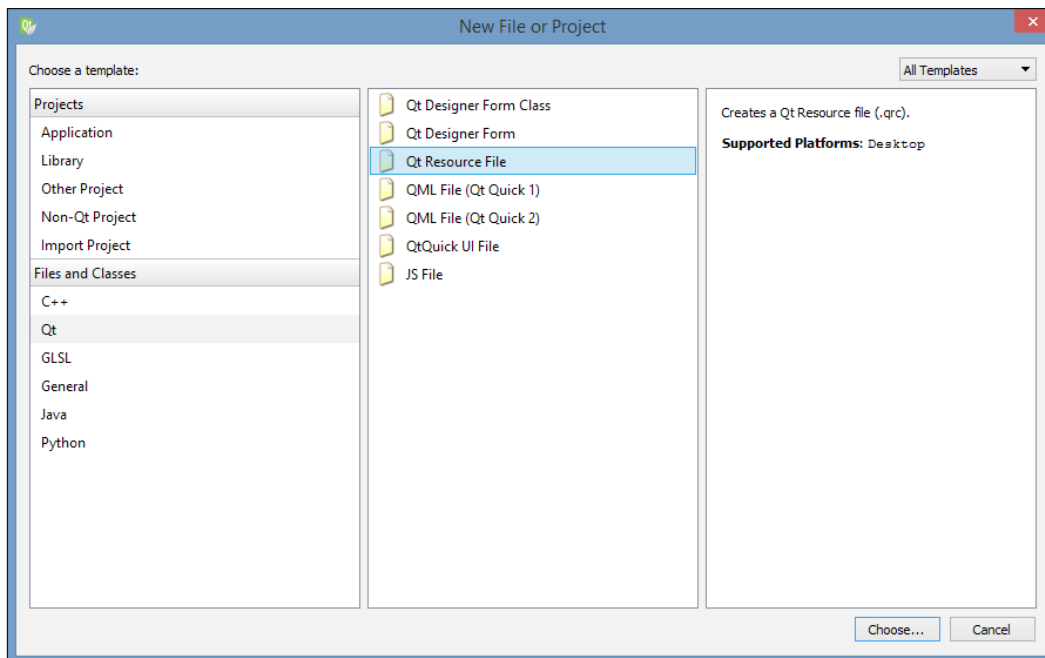 New File or Project
Choose a template:
All Templates
Projects
Application
Library
Other Project
Non-Qt Project
Import Project
Files and Classes
C++
Qt
GLSL
General
Java
Python
Qt Designer Form Class
Qt Designer Form
Qt Resource File
QML File (Qt Quick 1)
QML File (Qt Quick 2)
QtQuick UI File
JS File
Creates a Qt Resource file (.qrc).
Supported Platforms: Desktop
Choose...
Cancel